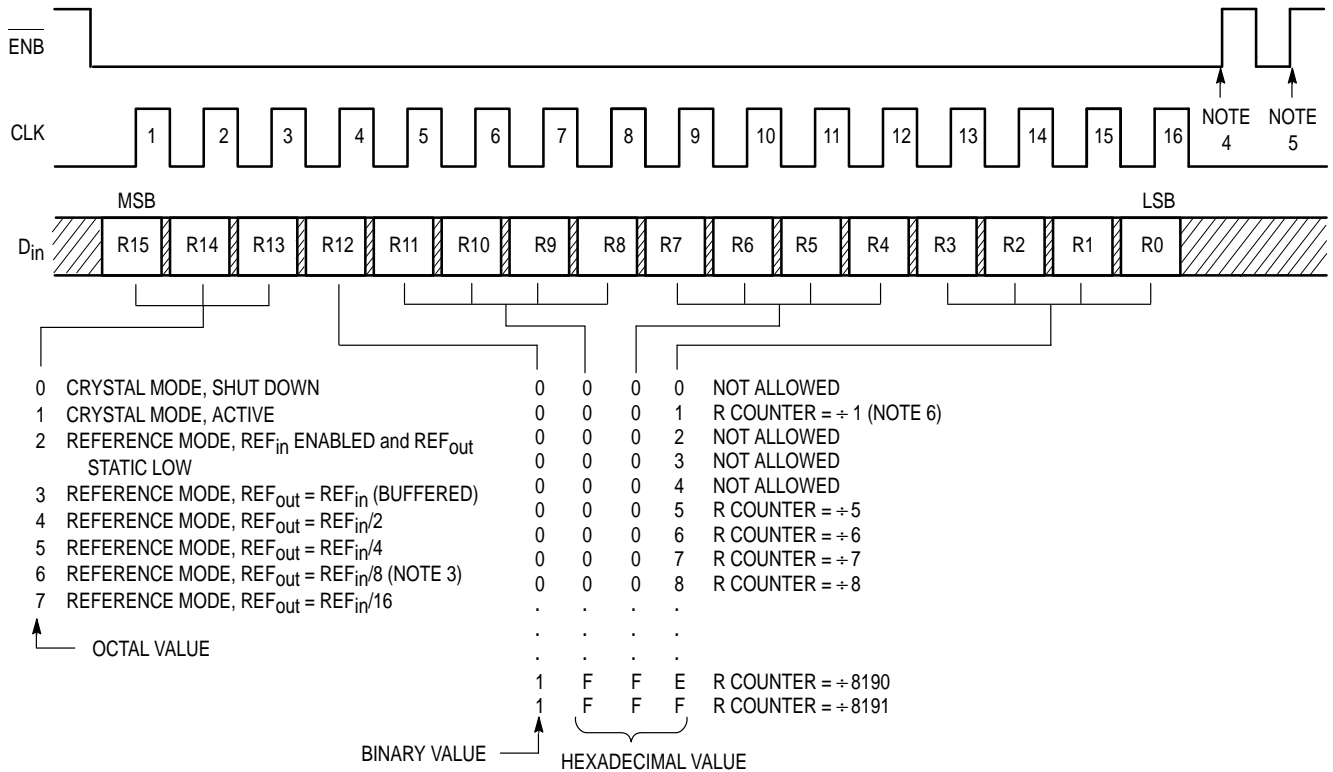 ENB
CLK
1 2 3 4 5 6 7 8 9 10 11 12 13 14 15 16
NOTE 4
NOTE 5
MSB
LSB
Din
R15 R14 R13 R12 R11 R10 R9 R8 R7 R6 R5 R4 R3 R2 R1 R0
0 CRYSTAL MODE, SHUT DOWN
1 CRYSTAL MODE, ACTIVE
2 REFERENCE MODE, REFin ENABLED and REFout
STATIC LOW
3 REFERENCE MODE, REFout = REFin (BUFFERED)
4 REFERENCE MODE, REFout = REFin/2
5 REFERENCE MODE, REFout = REFin/4
6 REFERENCE MODE, REFout = REFin/8 (NOTE 3)
7 REFERENCE MODE, REFout = REFin/16
OCTAL VALUE
0 0 0 0 NOT ALLOWED
0 0 0 1 R COUNTER = ÷ 1 (NOTE 6)
0 0 0 2 NOT ALLOWED
0 0 0 3 NOT ALLOWED
0 0 0 4 NOT ALLOWED
0 0 0 5 R COUNTER = ÷ 5
0 0 0 6 R COUNTER = ÷ 6
0 0 0 7 R COUNTER = ÷ 7
0 0 0 8 R COUNTER = ÷ 8
. . . .
. . . .
. . . .
1 F F E R COUNTER = ÷ 8190
1 F F F R COUNTER = ÷ 8191
BINARY VALUE
HEXADECIMAL VALUE